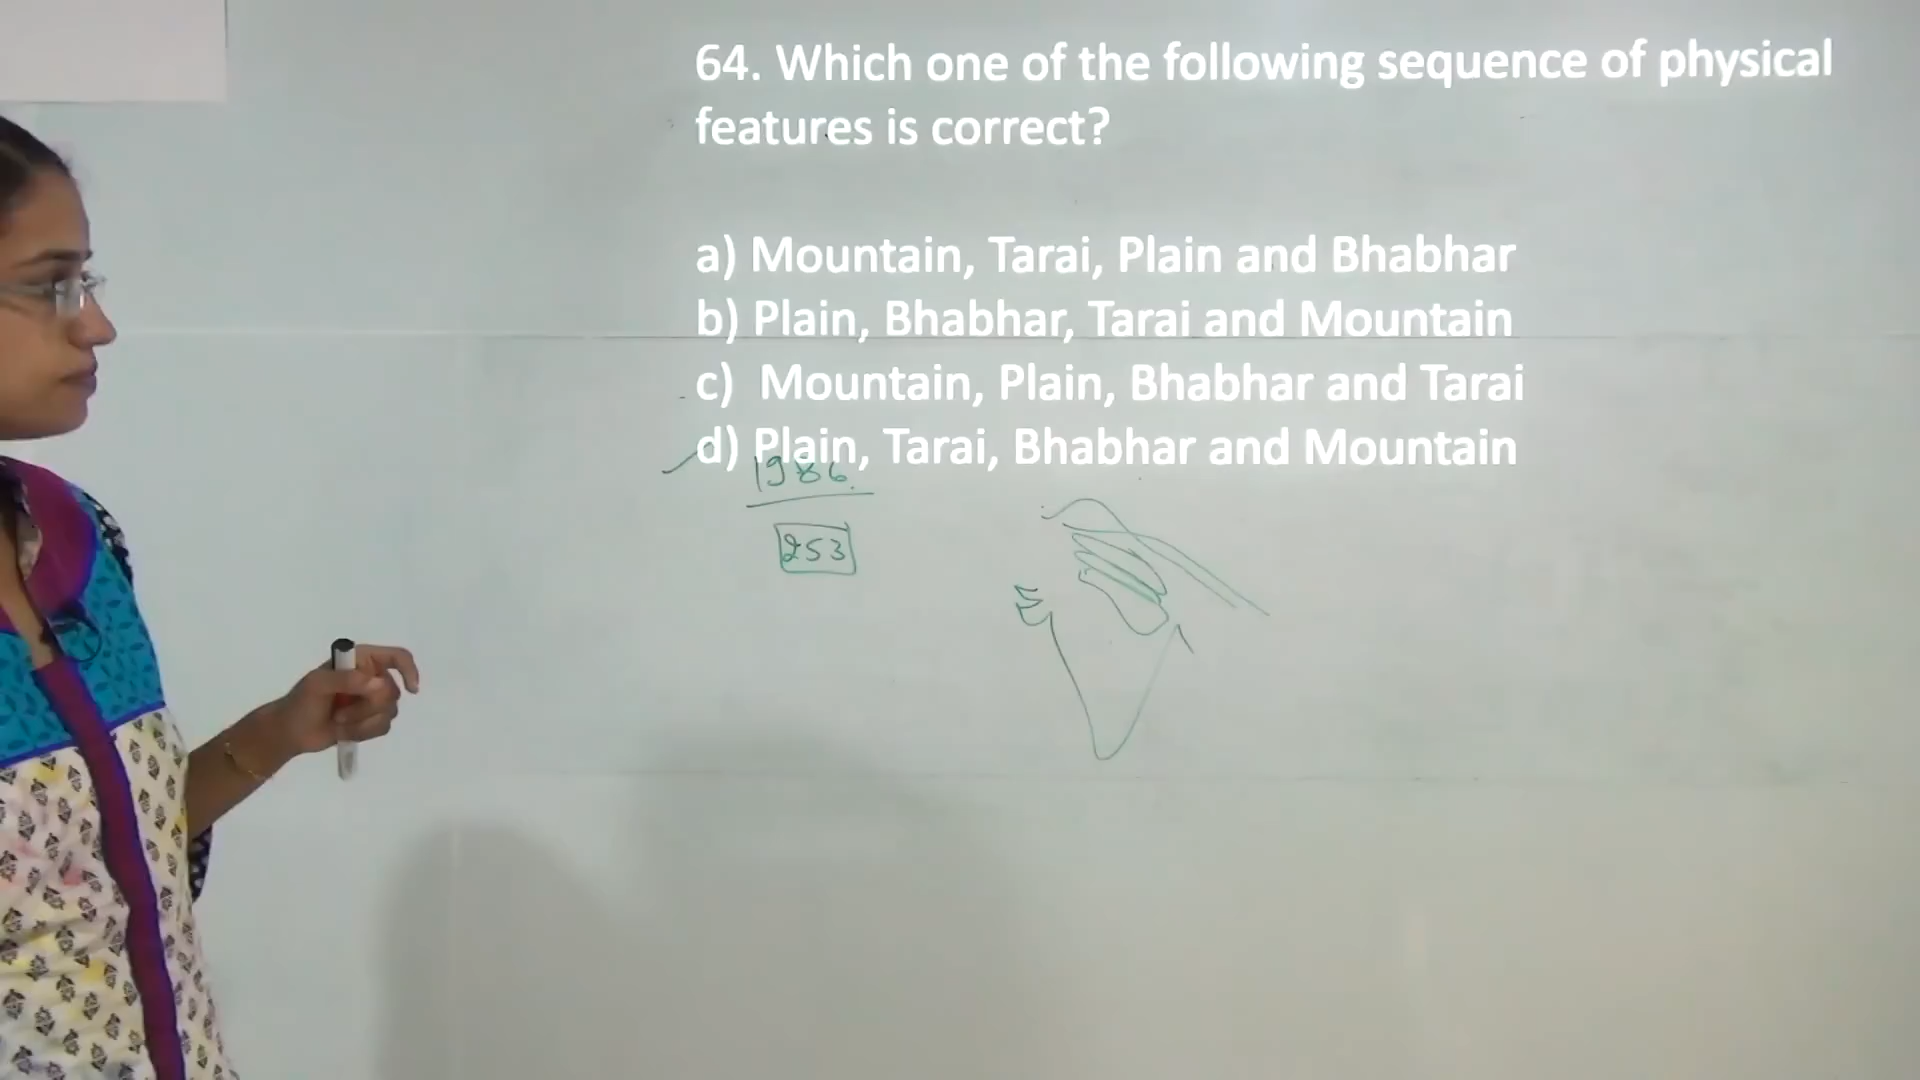 64. Which one of the following sequence of physical
features is correct?
a) Mountain, Tarai, Plain and Bhabhar
b) Plain, Bhabhar, Tarai and Mountain
c) Mountain, Plain, Bhabhar and Tarai
d) Plain, Tarai, Bhabhar and Mountain
1986.
253